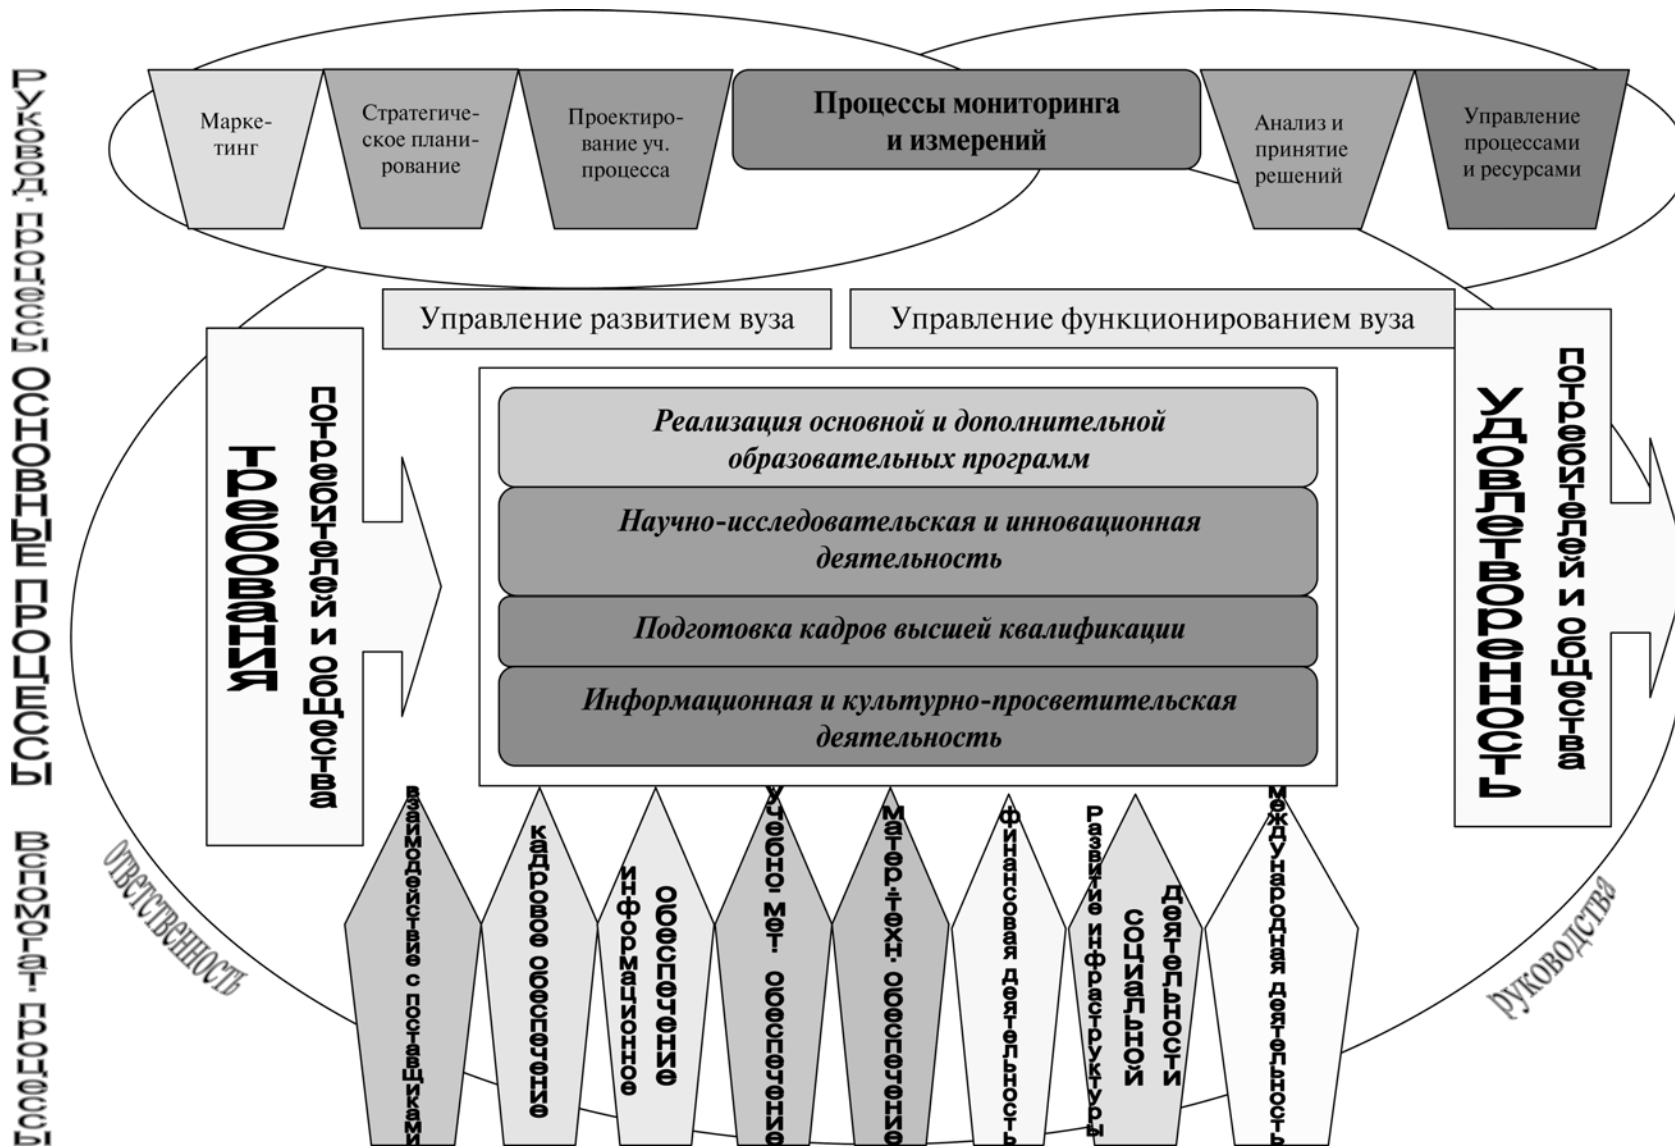 Руковод. процессы
ОСНОВНЫЕ ПРОЦЕССЫ
Вспомогат. процессы
Марке-
тинг
Стратегиче-
ское плани-
рование
Проектиро-
вание уч.
процесса
Процессы мониторинга
и измерений
Анализ и
принятие
решений
Управление
процессами
и ресурсами
Управление развитием вуза
Управление функционированием вуза
Требования
потребителей и общества
Реализация основной и дополнительной
образовательных программ
Научно-исследовательская и инновационная
деятельность
Подготовка кадров высшей квалификации
Информационная и культурно-просветительская
деятельность
Удовлетворенность
потребителей и общества
ответственность
руководства
взаимодействие с поставщиками
кадровое обеспечение
информационное
обеспечение
Учебно- мет. обеспечение
Матер.-техн. обеспечение
финансовая деятельность
Развитие инфраструктуры
социальной
деятельности
международная деятельность